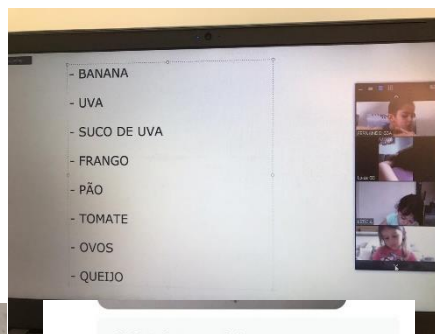 - BANANA
- UVA
- SUCO DE UVA
- FRANGO
- PÃO
- TOMATE
- OVOS
- QUEIJO